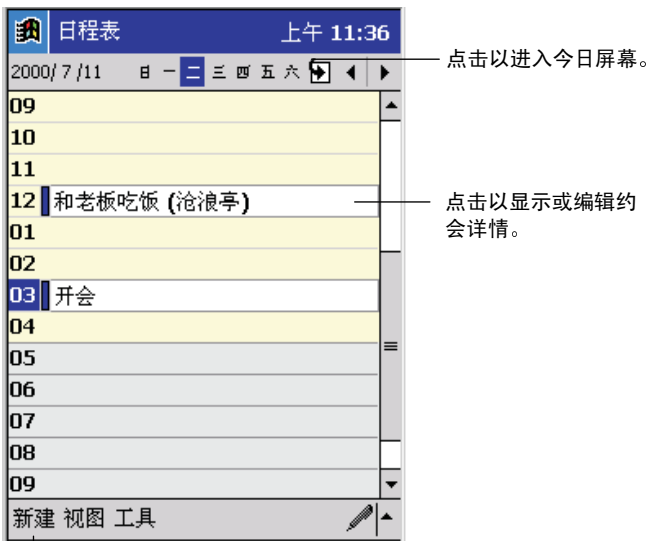 日程表 上午 11:36
2000/ 7 /11 日 一 二 三 四 五 六
点击以进入今日屏幕。
09
10
11
12 和老板吃饭 (沧浪亭)
点击以显示或编辑约
会详情。
01
02
03 开会
04
05
06
07
08
09
新建 视图 工具